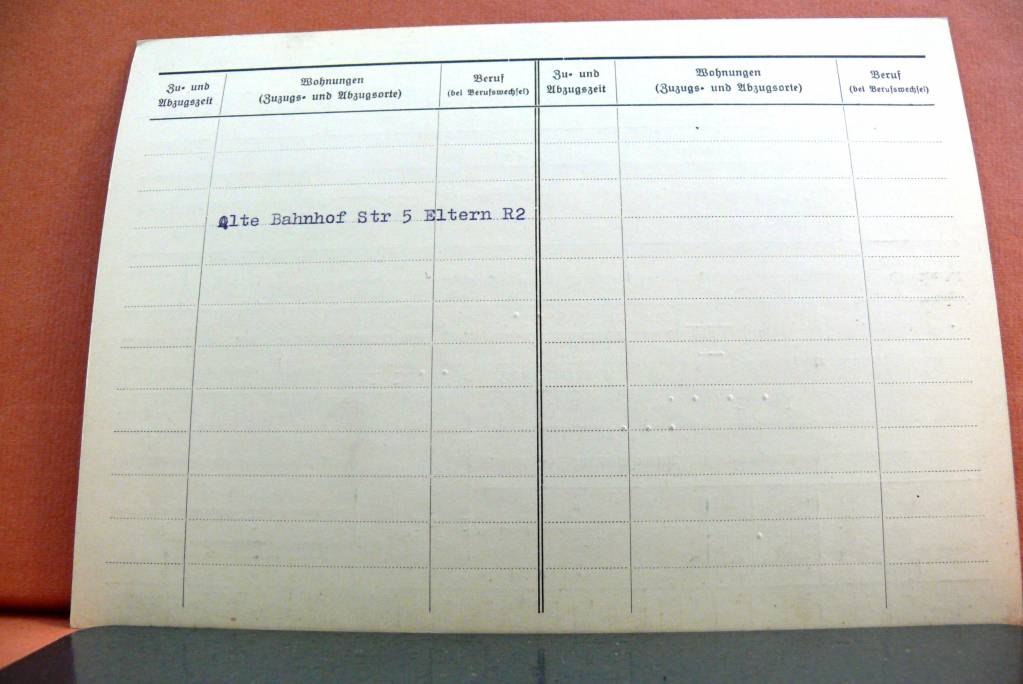 Zu- und Abzugszeit
Wohnungen
(Zuzugs- und Abzugsorte)
Beruf
(bei Berufswechsel)
Zu- und Abzugszeit
Wohnungen
(Zuzugs- und Abzugsorte)
Beruf
(bei Berufswechsel)
Alte Bahnhof Str 5 Eltern R2